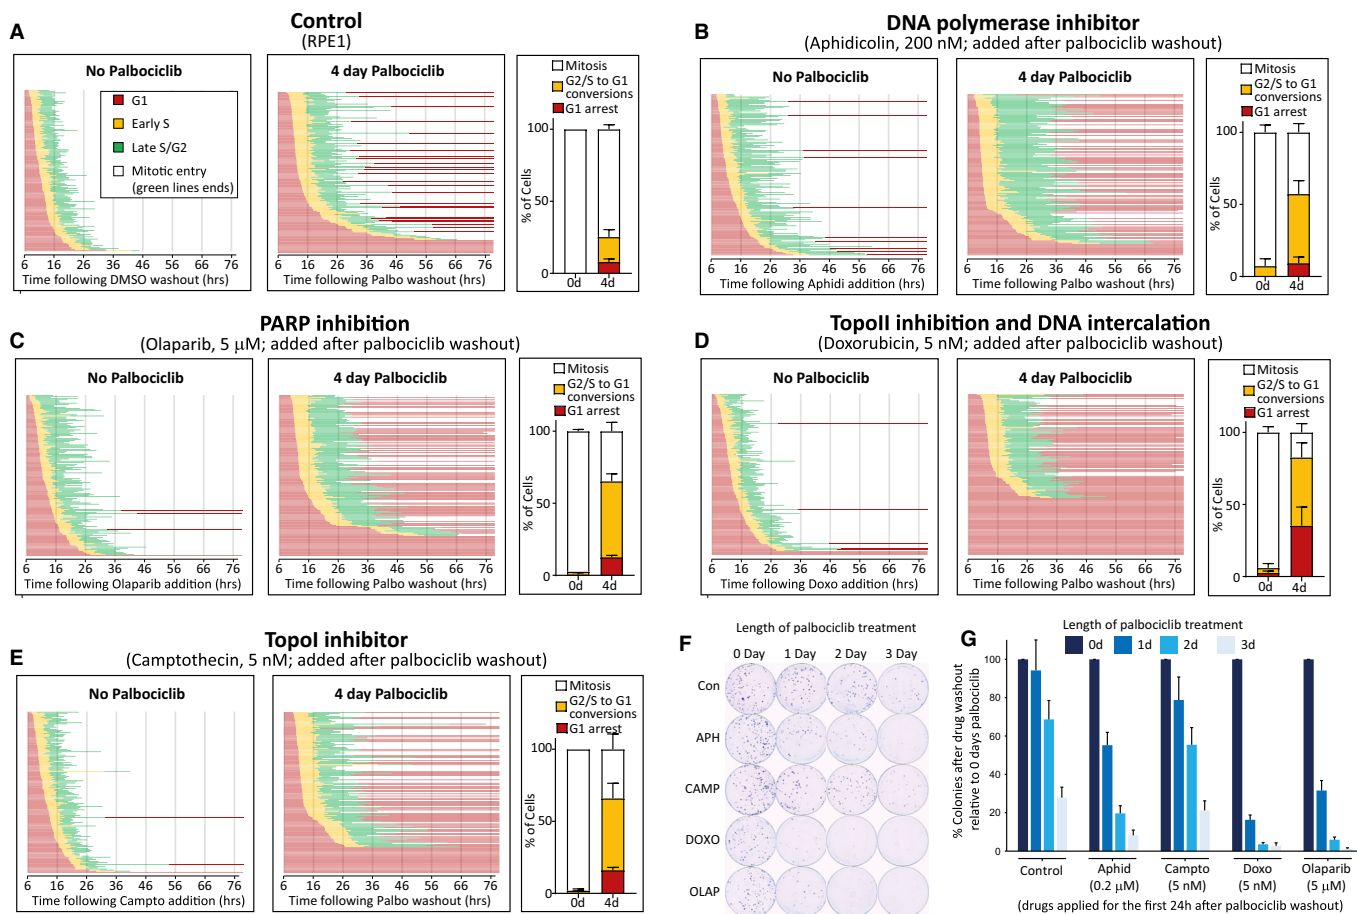 A
Control
(RPE1)
No Palbociclib
G1
Early S
Late S/G2
Mitotic entry
(green lines ends)
6 16 26 36 46 56 66 76
Time following DMSO washout (hrs)
4 day Palbociclib
6 16 26 36 46 56 66 76
Time following Palbo washout (hrs)
Mitosis
G2/S to G1
conversions
G1 arrest
100
50
0
% of Cells
0d 4d
B
DNA polymerase inhibitor
(Aphidicolin, 200 nM; added after palbociclib washout)
No Palbociclib
6 16 26 36 46 56 66 76
Time following Aphidi addition (hrs)
4 day Palbociclib
6 16 26 36 46 56 66 76
Time following Palbo washout (hrs)
Mitosis
G2/S to G1
conversions
G1 arrest
100
50
0
% of Cells
0d 4d
C
PARP inhibition
(Olaparib, 5 µM; added after palbociclib washout)
No Palbociclib
6 16 26 36 46 56 66 76
Time following Olaparib addition (hrs)
4 day Palbociclib
6 16 26 36 46 56 66 76
Time following Palbo washout (hrs)
Mitosis
G2/S to G1
conversions
G1 arrest
100
50
0
% of Cells
0d 4d
D
TopoII inhibition and DNA intercalation
(Doxorubicin, 5 nM; added after palbociclib washout)
No Palbociclib
6 16 26 36 46 56 66 76
Time following Doxo addition (hrs)
4 day Palbociclib
6 16 26 36 46 56 66 76
Time following Palbo washout (hrs)
Mitosis
G2/S to G1
conversions
G1 arrest
100
50
0
% of Cells
0d 4d
E
TopoI inhibitor
(Camptothecin, 5 nM; added after palbociclib washout)
No Palbociclib
6 16 26 36 46 56 66 76
Time following Campto addition (hrs)
4 day Palbociclib
6 16 26 36 46 56 66 76
Time following Palbo washout (hrs)
Mitosis
G2/S to G1
conversions
G1 arrest
100
50
0
% of Cells
0d 4d
F
Length of palbociclib treatment
0 Day 1 Day 2 Day 3 Day
Con
APH
CAMP
DOXO
OLAP
G
Length of palbociclib treatment
0d 1d 2d 3d
% Colonies after drug washout
relative to 0 days palbociclib
100
80
60
40
20
0
Control Aphid Campto Doxo Olaparib
(0.2 µM) (5 nM) (5 nM) (5 µM)
(drugs applied for the first 24h after palbociclib washout)